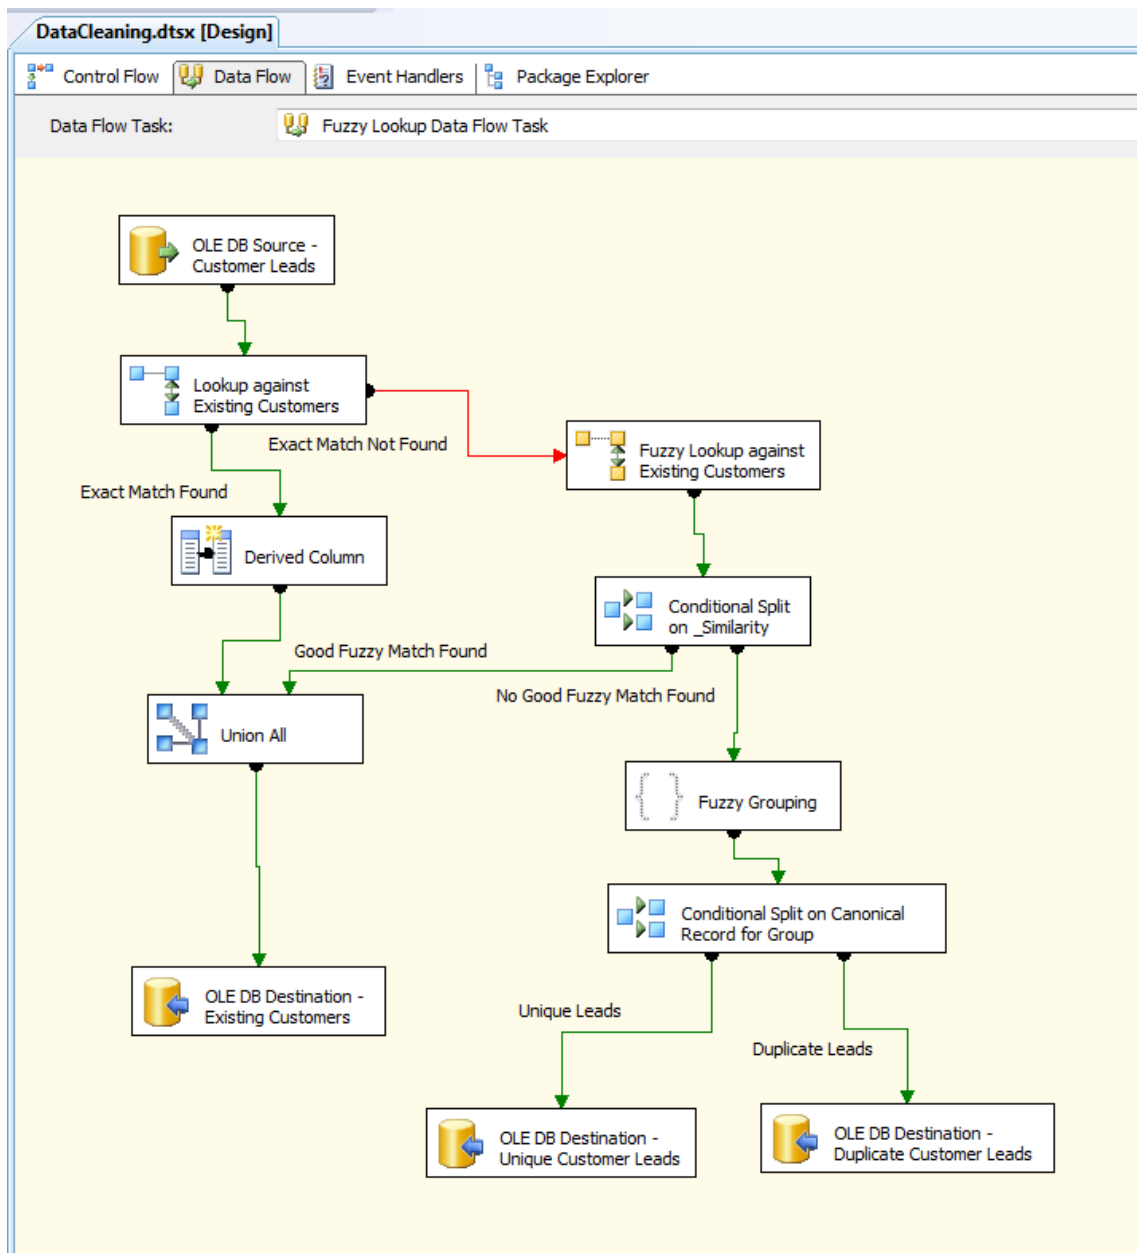 DataCleaning.dtsx [Design]
Control Flow
Data Flow
Event Handlers
Package Explorer
Data Flow Task:
Fuzzy Lookup Data Flow Task
OLE DB Source -
Customer Leads
Lookup against
Existing Customers
Exact Match Not Found
Fuzzy Lookup against
Existing Customers
Exact Match Found
Derived Column
Conditional Split
on _Similarity
Good Fuzzy Match Found
No Good Fuzzy Match Found
Union All
Fuzzy Grouping
Conditional Split on Canonical
Record for Group
OLE DB Destination -
Existing Customers
Unique Leads
Duplicate Leads
OLE DB Destination -
Unique Customer Leads
OLE DB Destination -
Duplicate Customer Leads